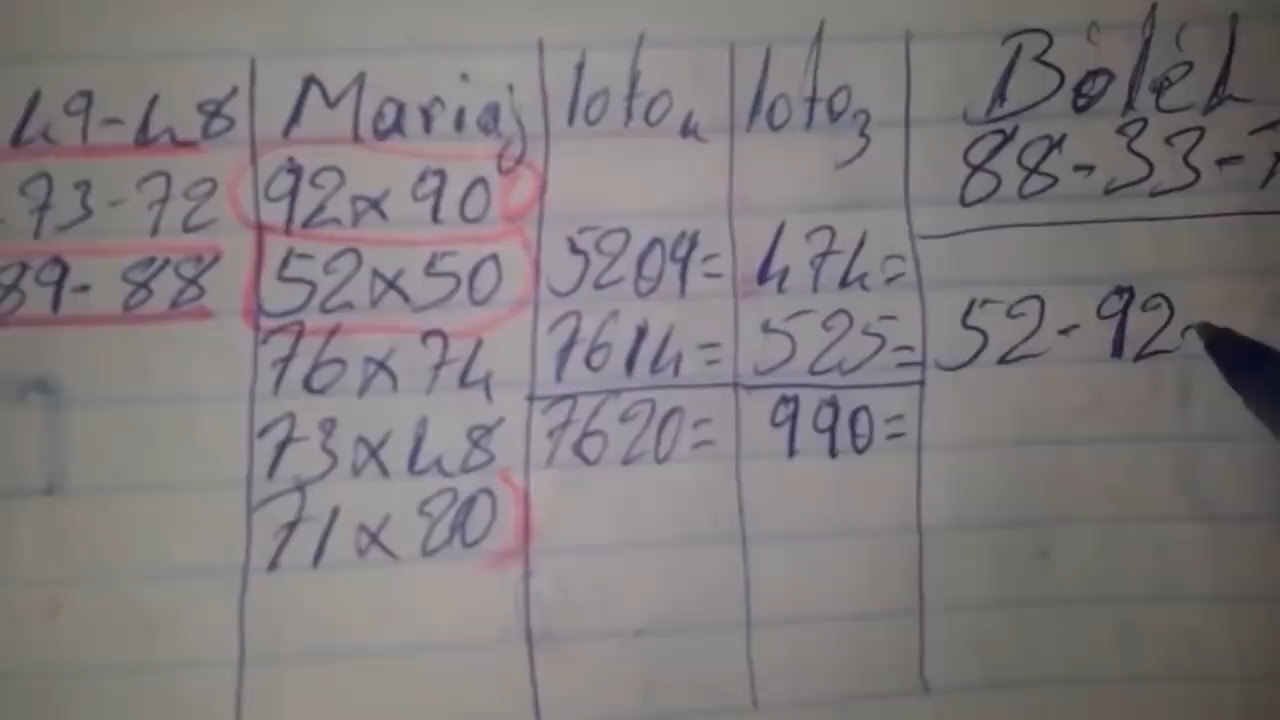 49-48 Mariaj loto4 loto3 Bòlèt
73-72 92x90 88-33-7
89-88 52x50 5204= 474=
76x74 7614= 525= 52-92-
73x48 7620= 990=
71x20